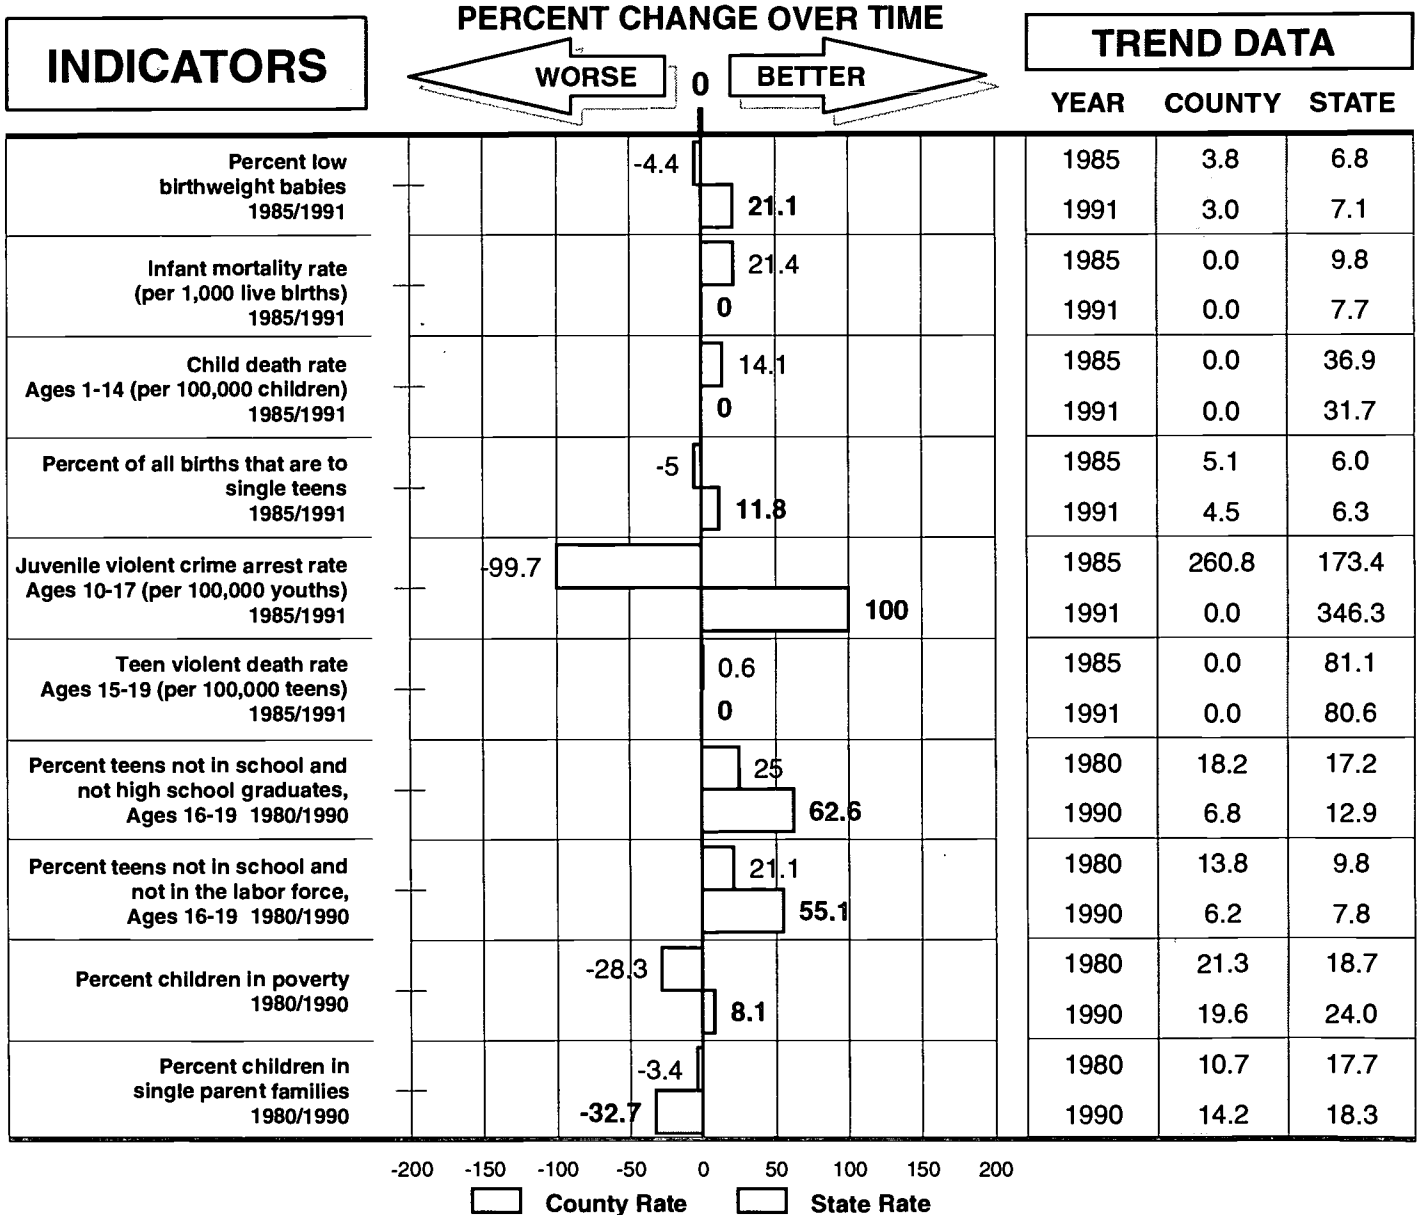 PERCENT CHANGE OVER TIME
INDICATORS
WORSE
0
BETTER
TREND DATA
YEAR COUNTY STATE
Percent low
birthweight babies
1985/1991
-4.4
21.1
1985 3.8 6.8
1991 3.0 7.1
Infant mortality rate
(per 1,000 live births)
1985/1991
21.4
0
1985 0.0 9.8
1991 0.0 7.7
Child death rate
Ages 1-14 (per 100,000 children)
1985/1991
14.1
0
1985 0.0 36.9
1991 0.0 31.7
Percent of all births that are to
single teens
1985/1991
-5
11.8
1985 5.1 6.0
1991 4.5 6.3
Juvenile violent crime arrest rate
Ages 10-17 (per 100,000 youths)
1985/1991
-99.7
100
1985 260.8 173.4
1991 0.0 346.3
Teen violent death rate
Ages 15-19 (per 100,000 teens)
1985/1991
0.6
0
1985 0.0 81.1
1991 0.0 80.6
Percent teens not in school and
not high school graduates,
Ages 16-19 1980/1990
25
62.6
1980 18.2 17.2
1990 6.8 12.9
Percent teens not in school and
not in the labor force,
Ages 16-19 1980/1990
21.1
55.1
1980 13.8 9.8
1990 6.2 7.8
Percent children in poverty
1980/1990
-28.3
8.1
1980 21.3 18.7
1990 19.6 24.0
Percent children in
single parent families
1980/1990
-3.4
-32.7
1980 10.7 17.7
1990 14.2 18.3
-200 -150 -100 -50 0 50 100 150 200
County Rate State Rate